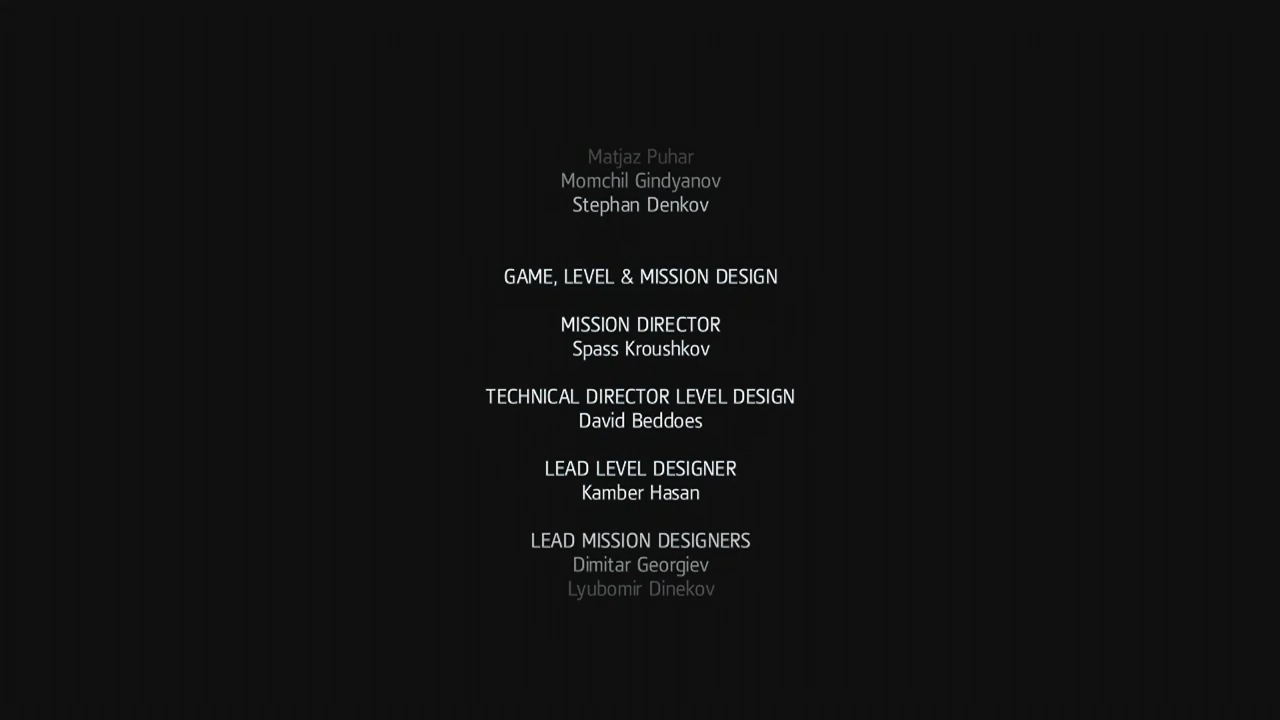 Matjaz Puhar
Momchil Gindyanov
Stephan Denkov
GAME, LEVEL & MISSION DESIGN
MISSION DIRECTOR
Spass Kroushkov
TECHNICAL DIRECTOR LEVEL DESIGN
David Beddoes
LEAD LEVEL DESIGNER
Kamber Hasan
LEAD MISSION DESIGNERS
Dimitar Georgiev
Lyubomir Dinekov